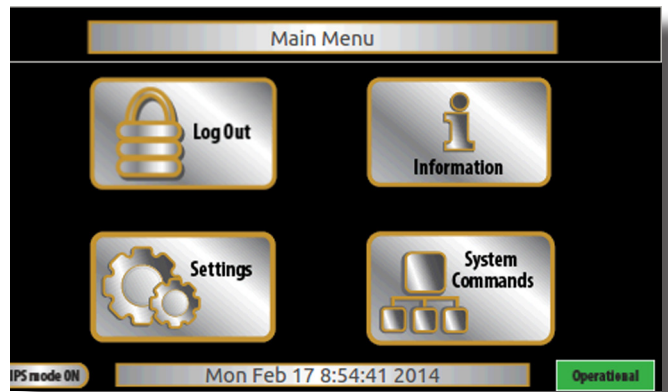 Main Menu
Log Out
Information
Settings
System
Commands
IPS mode ON
Mon Feb 17 8:54:41 2014
Operational